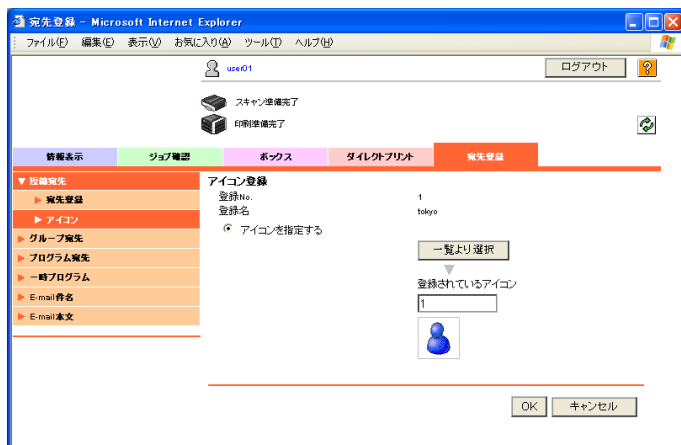 宛先登録 - Microsoft Internet Explorer
ファイル(F) 編集(E) 表示(V) お気に入り(A) ツール(T) ヘルプ(H)
user01
ログアウト
?
スキャン準備完了
印刷準備完了
情報表示 ジョブ確認 ボックス ダイレクトプリント 宛先登録
▼ 短縮宛先
▶ 宛先登録
▶ アイコン
▶ グループ宛先
▶ プログラム宛先
▶ 一時プログラム
▶ E-mail件名
▶ E-mail本文
アイコン登録
登録No. 1
登録名 tokyo
アイコンを指定する
一覧より選択
登録されているアイコン
1
OK キャンセル